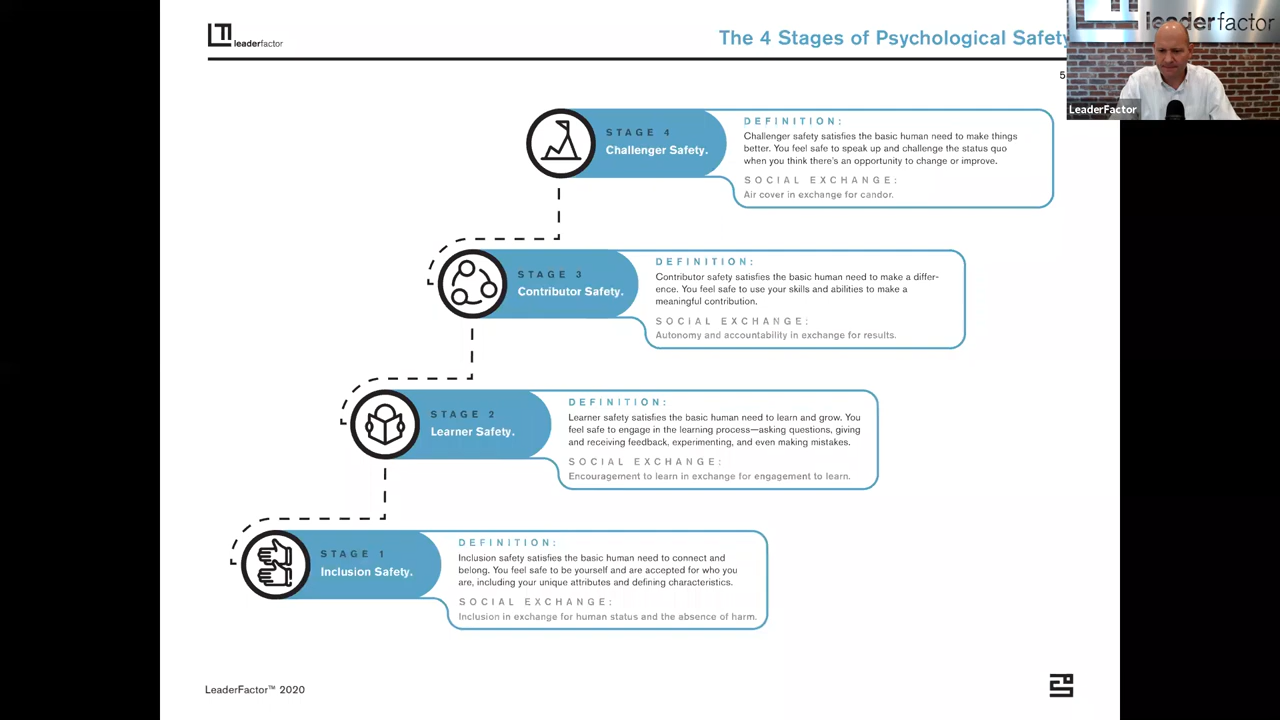 leaderfactor
The 4 Stages of Psychological Safety
5
leaderfactor
LeaderFactor
STAGE 4
Challenger Safety.
DEFINITION:
Challenger safety satisfies the basic human need to make things
better. You feel safe to speak up and challenge the status quo
when you think there's an opportunity to change or improve.
SOCIAL EXCHANGE:
Air cover in exchange for candor.
STAGE 3
Contributor Safety.
DEFINITION:
Contributor safety satisfies the basic human need to make a differ-
ence. You feel safe to use your skills and abilities to make a
meaningful contribution.
SOCIAL EXCHANGE:
Autonomy and accountability in exchange for results.
STAGE 2
Learner Safety.
DEFINITION:
Learner safety satisfies the basic human need to learn and grow. You
feel safe to engage in the learning process—asking questions, giving
and receiving feedback, experimenting, and even making mistakes.
SOCIAL EXCHANGE:
Encouragement to learn in exchange for engagement to learn.
STAGE 1
Inclusion Safety.
DEFINITION:
Inclusion safety satisfies the basic human need to connect and
belong. You feel safe to be yourself and are accepted for who you
are, including your unique attributes and defining characteristics.
SOCIAL EXCHANGE:
Inclusion in exchange for human status and the absence of harm.
LeaderFactor™ 2020